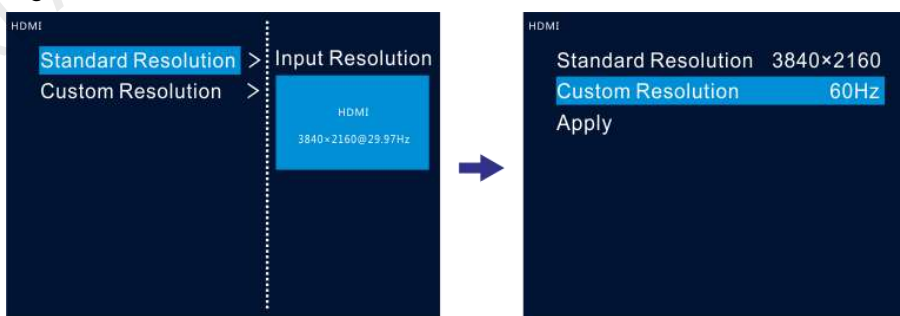 HDMI
Standard Resolution >
Custom Resolution >
Input Resolution
HDMI
3840×2160@29.97Hz
HDMI
Standard Resolution 3840×2160
Custom Resolution 60Hz
Apply